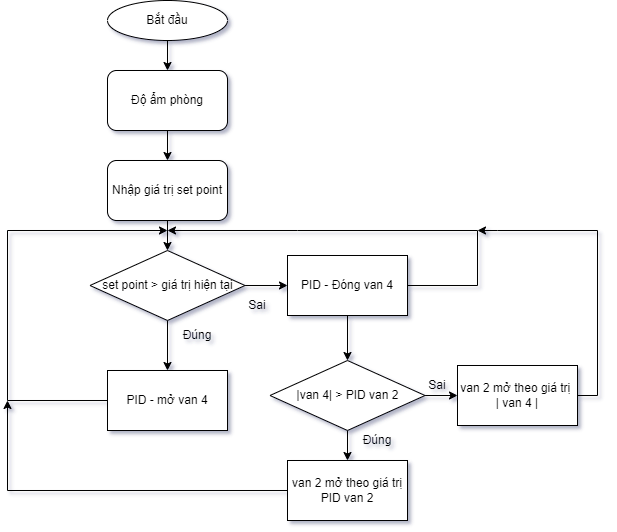 Bắt đầu
Độ ẩm phòng
Nhập giá trị set point
set point > giá trị hiện tại
Sai
PID - Đóng van 4
Đúng
PID - mở van 4
|van 4| > PID van 2
Sai
van 2 mở theo giá trị
| van 4 |
Đúng
van 2 mở theo giá trị
PID van 2